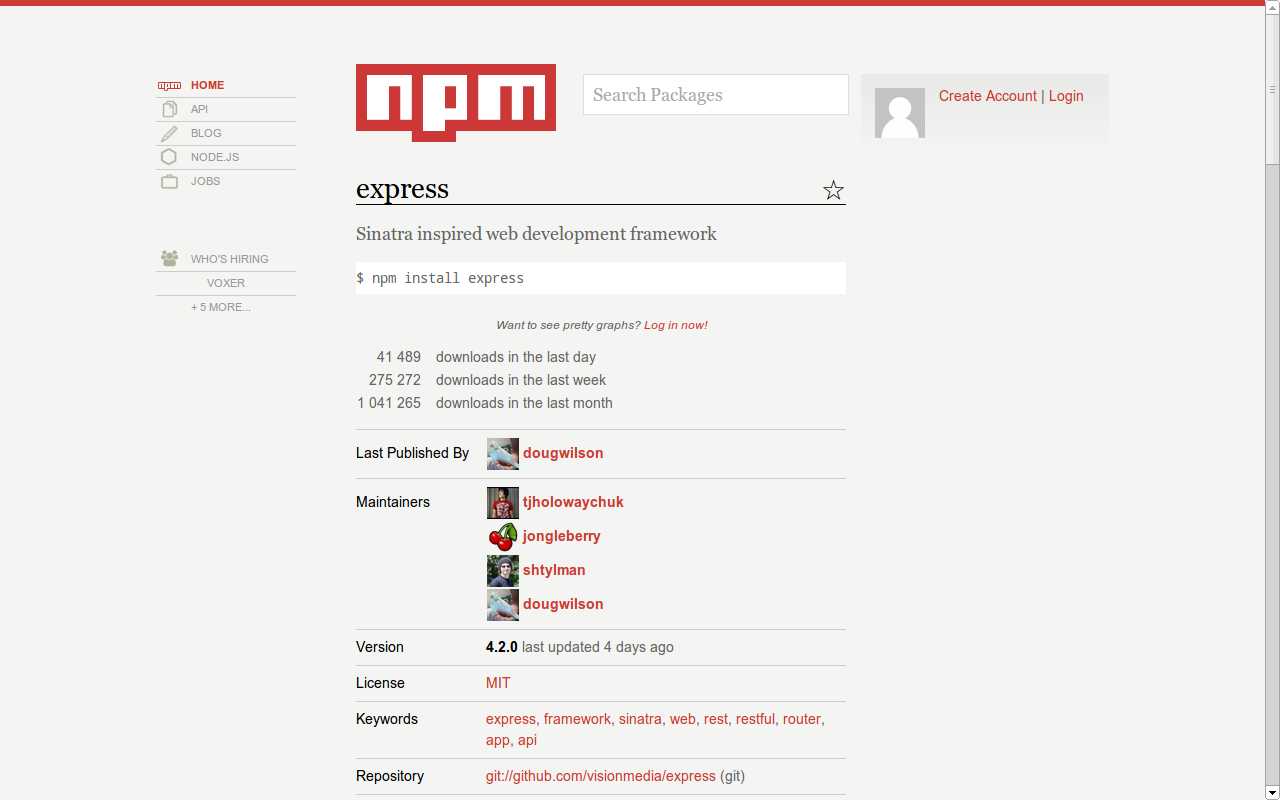 HOME
API
BLOG
NODE.JS
JOBS
WHO'S HIRING
VOXER
+ 5 MORE...
npm
Search Packages
Create Account | Login
express
Sinatra inspired web development framework
$ npm install express
Want to see pretty graphs? Log in now!
41 489 downloads in the last day
275 272 downloads in the last week
1 041 265 downloads in the last month
Last Published By dougwilson
Maintainers tjholowaychuk
jongleberry
shtylman
dougwilson
Version 4.2.0 last updated 4 days ago
License MIT
Keywords express, framework, sinatra, web, rest, restful, router,
app, api
Repository git://github.com/visionmedia/express (git)